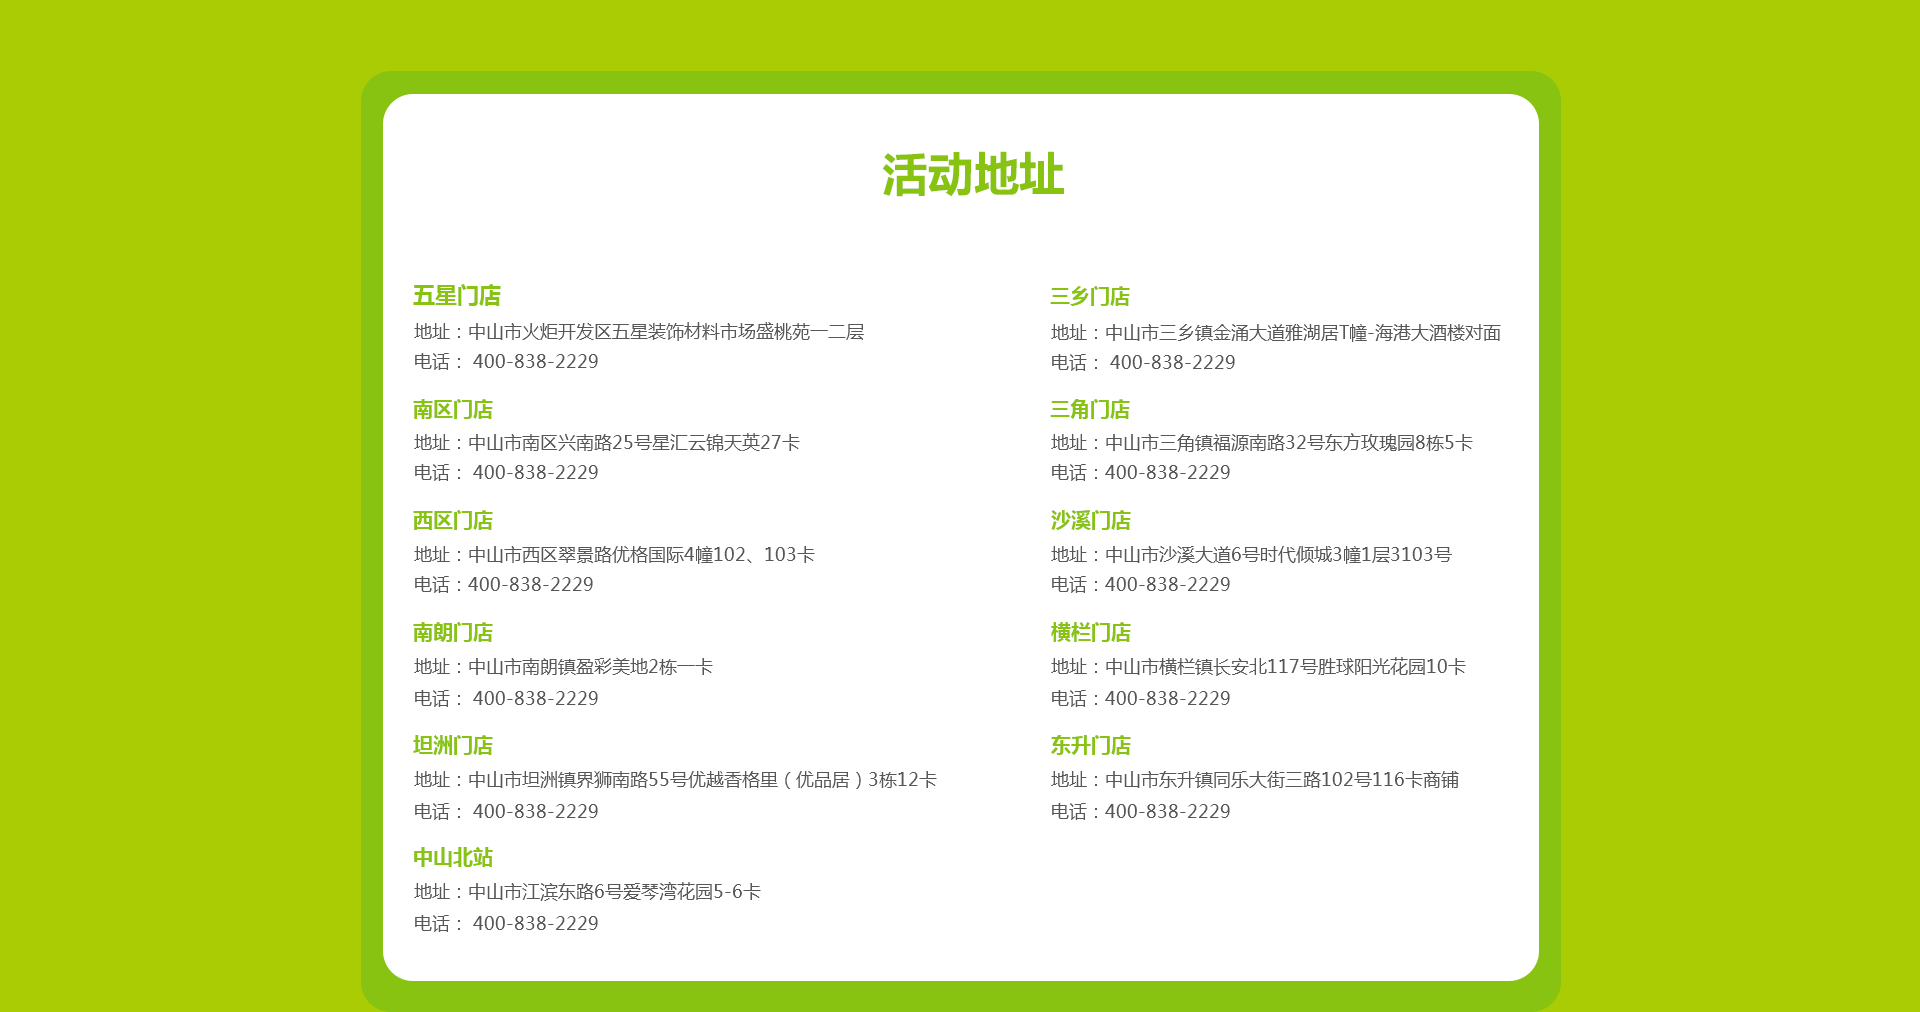 活动地址
五星门店
地址：中山市火炬开发区五星装饰材料市场盛桃苑一二层
电话： 400-838-2229
南区门店
地址：中山市南区兴南路25号星汇云锦天英27卡
电话： 400-838-2229
西区门店
地址：中山市西区翠景路优格国际4幢102、103卡
电话：400-838-2229
南朗门店
地址：中山市南朗镇盈彩美地2栋一卡
电话： 400-838-2229
坦洲门店
地址：中山市坦洲镇界狮南路55号优越香格里（优品居）3栋12卡
电话： 400-838-2229
中山北站
地址：中山市江滨东路6号爱琴湾花园5-6卡
电话： 400-838-2229
三乡门店
地址：中山市三乡镇金涌大道雅湖居T幢-海港大酒楼对面
电话： 400-838-2229
三角门店
地址：中山市三角镇福源南路32号东方玫瑰园8栋5卡
电话：400-838-2229
沙溪门店
地址：中山市沙溪大道6号时代倾城3幢1层3103号
电话：400-838-2229
横栏门店
地址：中山市横栏镇长安北117号胜球阳光花园10卡
电话：400-838-2229
东升门店
地址：中山市东升镇同乐大街三路102号116卡商铺
电话：400-838-2229